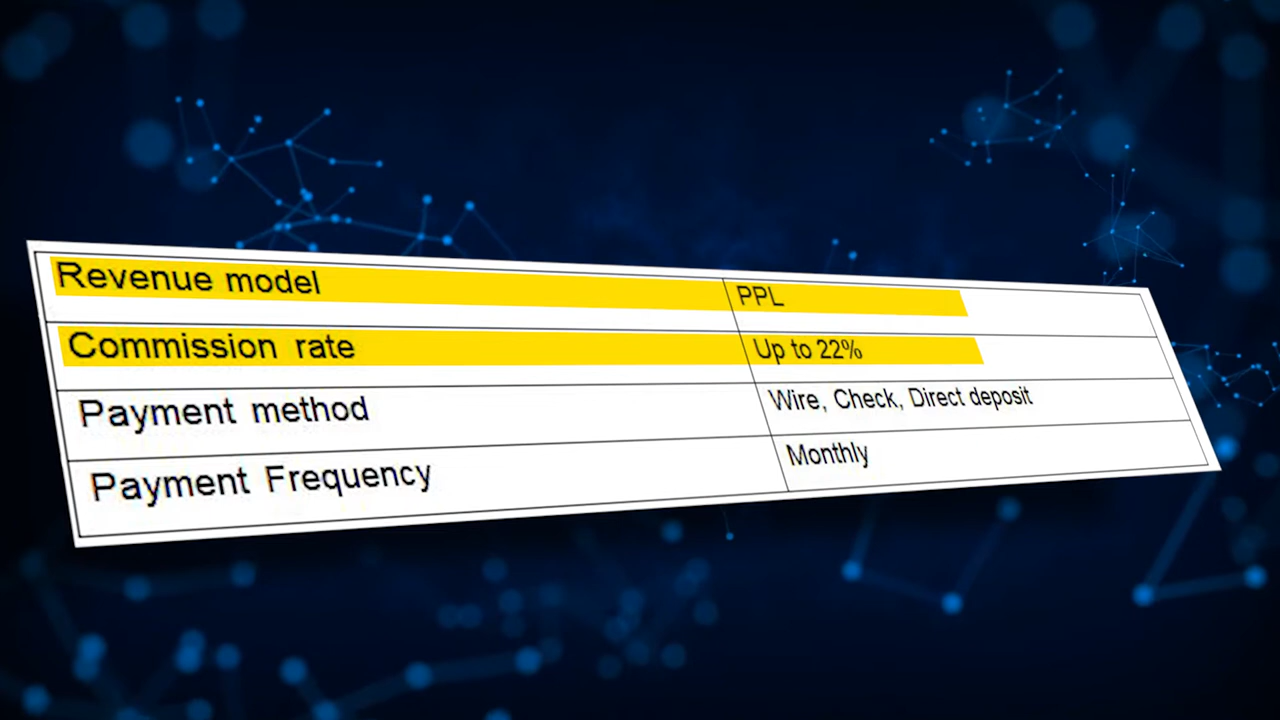 Revenue model PPL
Commission rate Up to 22%
Payment method Wire, Check, Direct deposit
Payment Frequency Monthly